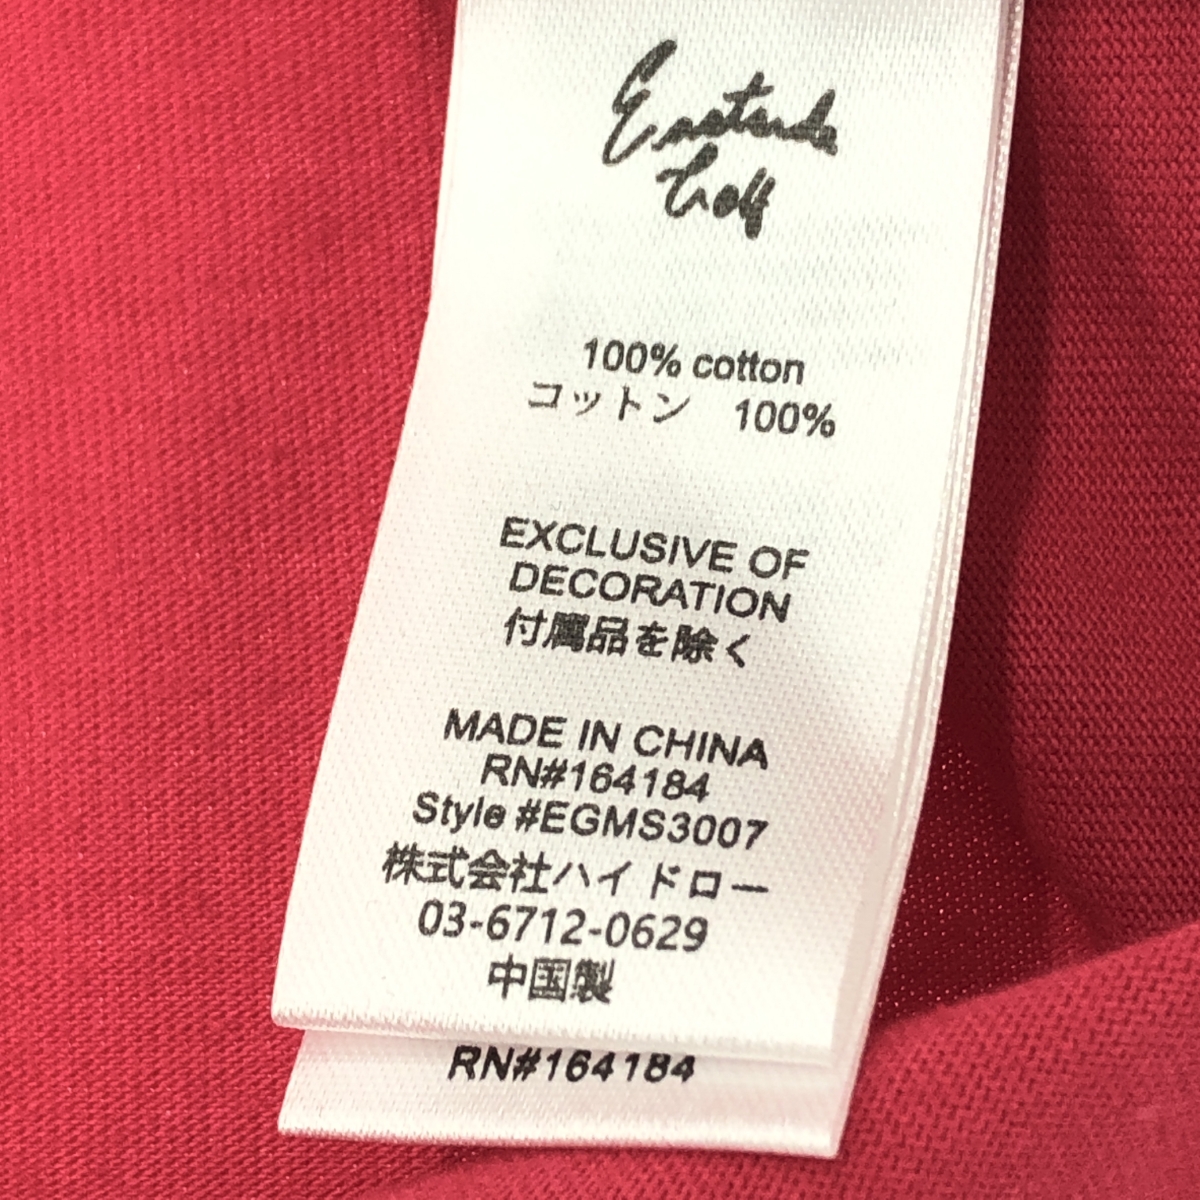 Eastside
Golf
100% cotton
コットン 100%
EXCLUSIVE OF
DECORATION
付属品を除く
MADE IN CHINA
RN#164184
Style #EGMS3007
株式会社ハイドロー
03-6712-0629
中国製
RN#164184